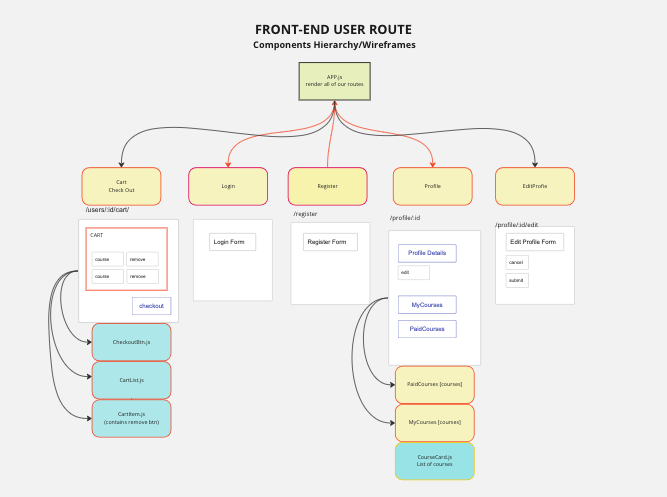 FRONT-END USER ROUTE
Components Hierarchy/Wireframes
APP.js
render all of our routes
Cart
Check Out
Login
Register
Profile
EditProfie
/users/:id/cart/
/register
/profile/:id
/profile/:id/edit
CART
course
remove
course
remove
checkout
Login Form
Register Form
Profile Details
edit
MyCourses
PaidCourses
Edit Profile Form
cancel
submit
CheckoutBtn.js
CartList.js
CartItem.js
(contains remove btn)
PaidCourses [courses]
MyCourses [courses]
CourseCard.js
List of courses